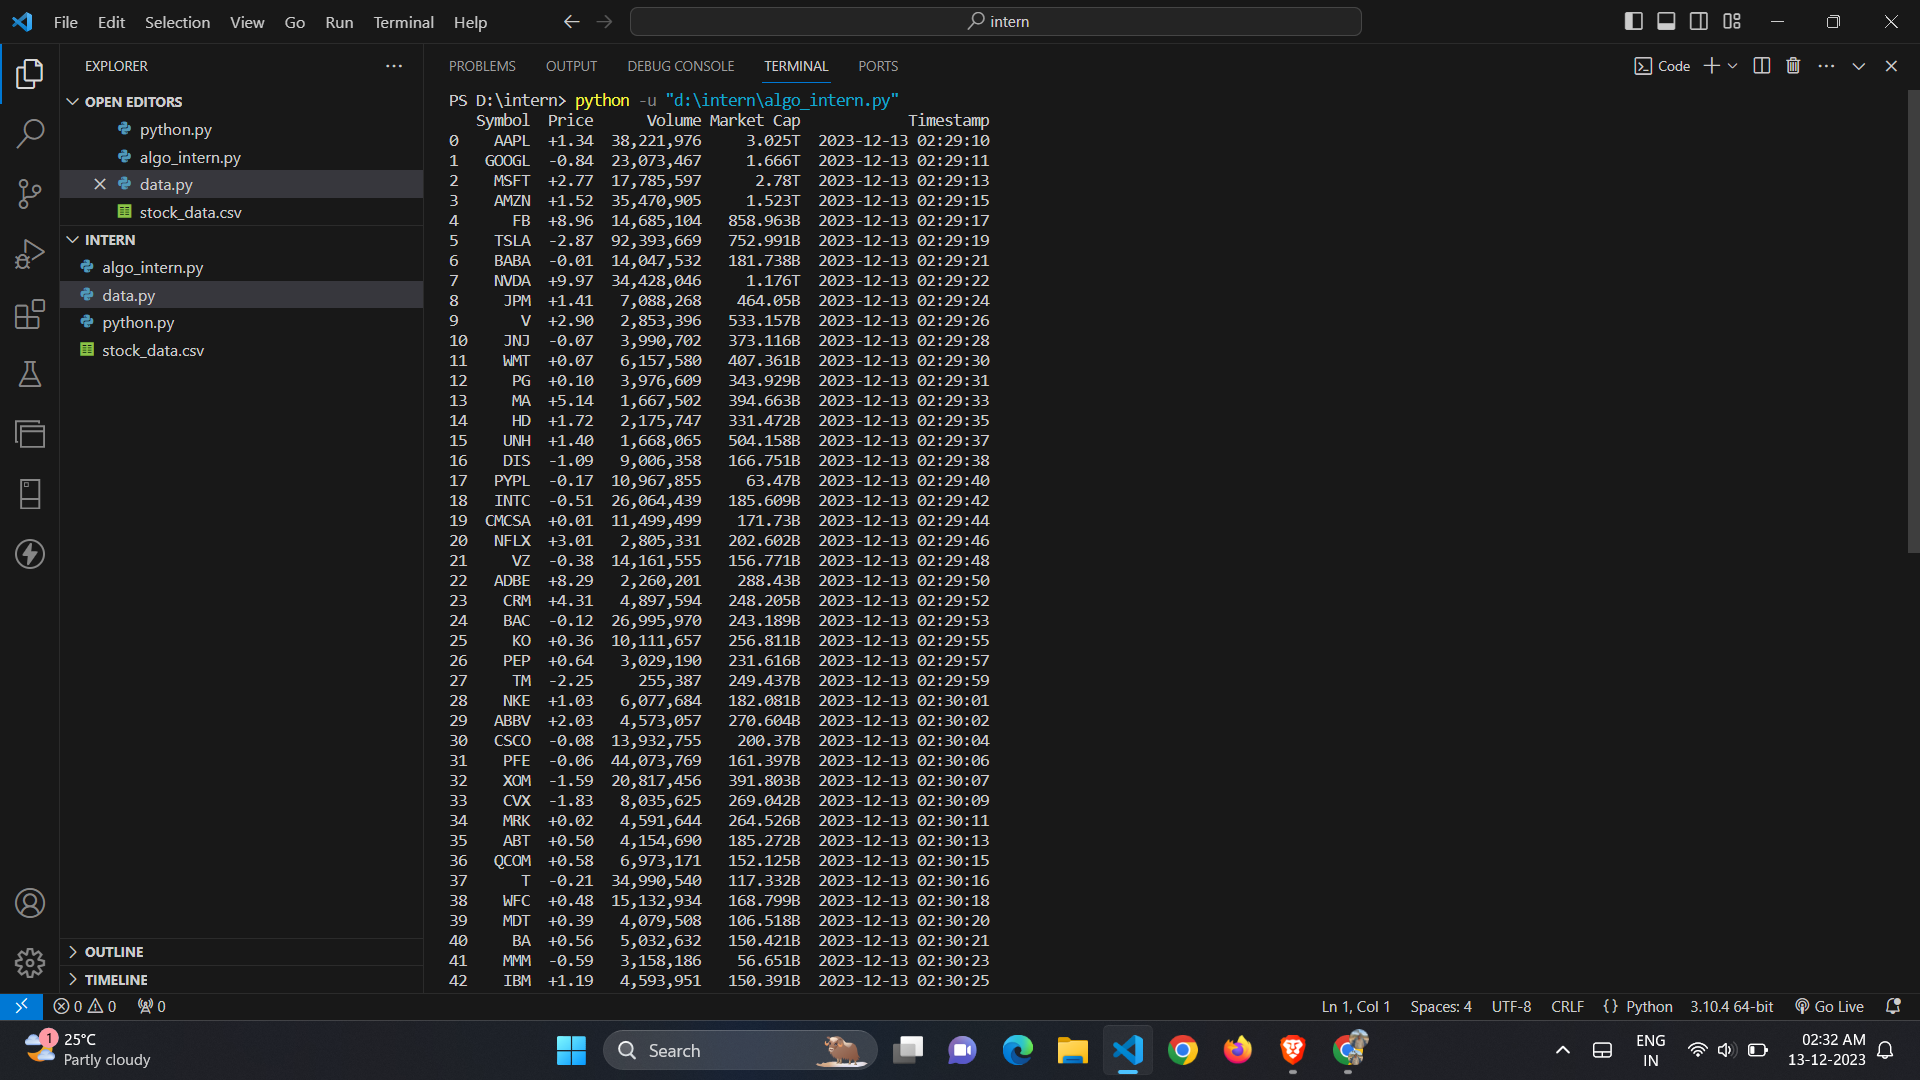 File Edit Selection View Go Run Terminal Help
intern
EXPLORER
OPEN EDITORS
python.py
algo_intern.py
data.py
stock_data.csv
INTERN
algo_intern.py
data.py
python.py
stock_data.csv
OUTLINE
TIMELINE
PROBLEMS OUTPUT DEBUG CONSOLE TERMINAL PORTS
Code
PS D:\intern> python -u "d:\intern\algo_intern.py"
Symbol Price Volume Market Cap Timestamp
0 AAPL +1.34 38,221,976 3.025T 2023-12-13 02:29:10
1 GOOGL -0.84 23,073,467 1.666T 2023-12-13 02:29:11
2 MSFT +2.77 17,785,597 2.78T 2023-12-13 02:29:13
3 AMZN +1.52 35,470,905 1.523T 2023-12-13 02:29:15
4 FB +8.96 14,685,104 858.963B 2023-12-13 02:29:17
5 TSLA -2.87 92,393,669 752.991B 2023-12-13 02:29:19
6 BABA -0.01 14,047,532 181.738B 2023-12-13 02:29:21
7 NVDA +9.97 34,428,046 1.176T 2023-12-13 02:29:22
8 JPM +1.41 7,088,268 464.05B 2023-12-13 02:29:24
9 V +2.90 2,853,396 533.157B 2023-12-13 02:29:26
10 JNJ -0.07 3,990,702 373.116B 2023-12-13 02:29:28
11 WMT +0.07 6,157,580 407.361B 2023-12-13 02:29:30
12 PG +0.10 3,976,609 343.929B 2023-12-13 02:29:31
13 MA +5.14 1,667,502 394.663B 2023-12-13 02:29:33
14 HD +1.72 2,175,747 331.472B 2023-12-13 02:29:35
15 UNH +1.40 1,668,065 504.158B 2023-12-13 02:29:37
16 DIS -1.09 9,006,358 166.751B 2023-12-13 02:29:38
17 PYPL -0.17 10,967,855 63.47B 2023-12-13 02:29:40
18 INTC -0.51 26,064,439 185.609B 2023-12-13 02:29:42
19 CMCSA +0.01 11,499,499 171.73B 2023-12-13 02:29:44
20 NFLX +3.01 2,805,331 202.602B 2023-12-13 02:29:46
21 VZ -0.38 14,161,555 156.771B 2023-12-13 02:29:48
22 ADBE +8.29 2,260,201 288.43B 2023-12-13 02:29:50
23 CRM +4.31 4,897,594 248.205B 2023-12-13 02:29:52
24 BAC -0.12 26,995,970 243.189B 2023-12-13 02:29:53
25 KO +0.36 10,111,657 256.811B 2023-12-13 02:29:55
26 PEP +0.64 3,029,190 231.616B 2023-12-13 02:29:57
27 TM -2.25 255,387 249.437B 2023-12-13 02:29:59
28 NKE +1.03 6,077,684 182.081B 2023-12-13 02:30:01
29 ABBV +2.03 4,573,057 270.604B 2023-12-13 02:30:02
30 CSCO -0.08 13,932,755 200.37B 2023-12-13 02:30:04
31 PFE -0.06 44,073,769 161.397B 2023-12-13 02:30:06
32 XOM -1.59 20,817,456 391.803B 2023-12-13 02:30:07
33 CVX -1.83 8,035,625 269.042B 2023-12-13 02:30:09
34 MRK +0.02 4,591,644 264.526B 2023-12-13 02:30:11
35 ABT +0.50 4,154,690 185.272B 2023-12-13 02:30:13
36 QCOM +0.58 6,973,171 152.125B 2023-12-13 02:30:15
37 T -0.21 34,990,540 117.332B 2023-12-13 02:30:16
38 WFC +0.48 15,132,934 168.799B 2023-12-13 02:30:18
39 MDT +0.39 4,079,508 106.518B 2023-12-13 02:30:20
40 BA +0.56 5,032,632 150.421B 2023-12-13 02:30:21
41 MMM -0.59 3,158,186 56.651B 2023-12-13 02:30:23
42 IBM +1.19 4,593,951 150.391B 2023-12-13 02:30:25
0 0 0 Ln 1, Col 1 Spaces: 4 UTF-8 CRLF {} Python 3.10.4 64-bit Go Live
1
25°C
Partly cloudy
Search
ENG
IN
02:32 AM
13-12-2023